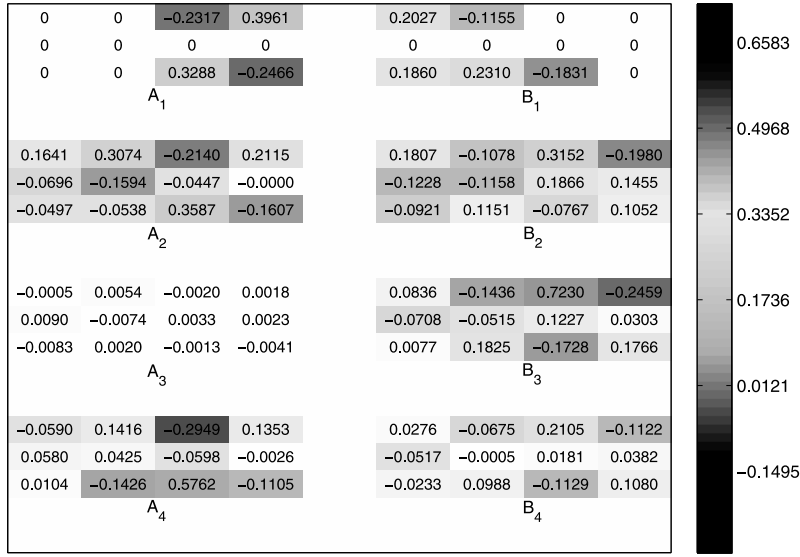 0 0 −0.2317 0.3961 0.2027 −0.1155 0 0
0 0 0 0 0 0 0 0
0 0 0.3288 −0.2466 0.1860 0.2310 −0.1831 0
A1 B1
0.1641 0.3074 −0.2140 0.2115 0.1807 −0.1078 0.3152 −0.1980
−0.0696 −0.1594 −0.0447 −0.0000 −0.1228 −0.1158 0.1866 0.1455
−0.0497 −0.0538 0.3587 −0.1607 −0.0921 0.1151 −0.0767 0.1052
A2 B2
−0.0005 0.0054 −0.0020 0.0018 0.0836 −0.1436 0.7230 −0.2459
0.0090 −0.0074 0.0033 0.0023 −0.0708 −0.0515 0.1227 0.0303
−0.0083 0.0020 −0.0013 −0.0041 0.0077 0.1825 −0.1728 0.1766
A3 B3
−0.0590 0.1416 −0.2949 0.1353 0.0276 −0.0675 0.2105 −0.1122
0.0580 0.0425 −0.0598 −0.0026 −0.0517 −0.0005 0.0181 0.0382
0.0104 −0.1426 0.5762 −0.1105 −0.0233 0.0988 −0.1129 0.1080
A4 B4
0.6583
0.4968
0.3352
0.1736
0.0121
−0.1495